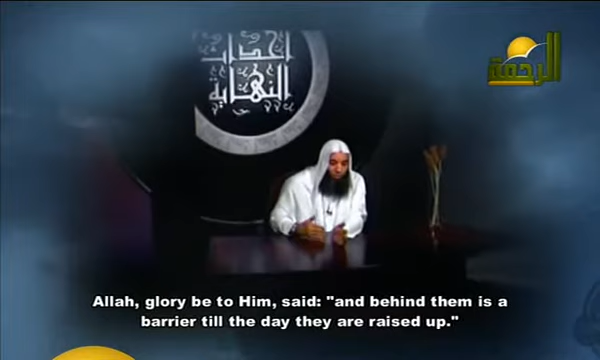 أحداث
النهاية
الرحمة
Allah, glory be to Him, said: "and behind them is a
barrier till the day they are raised up."